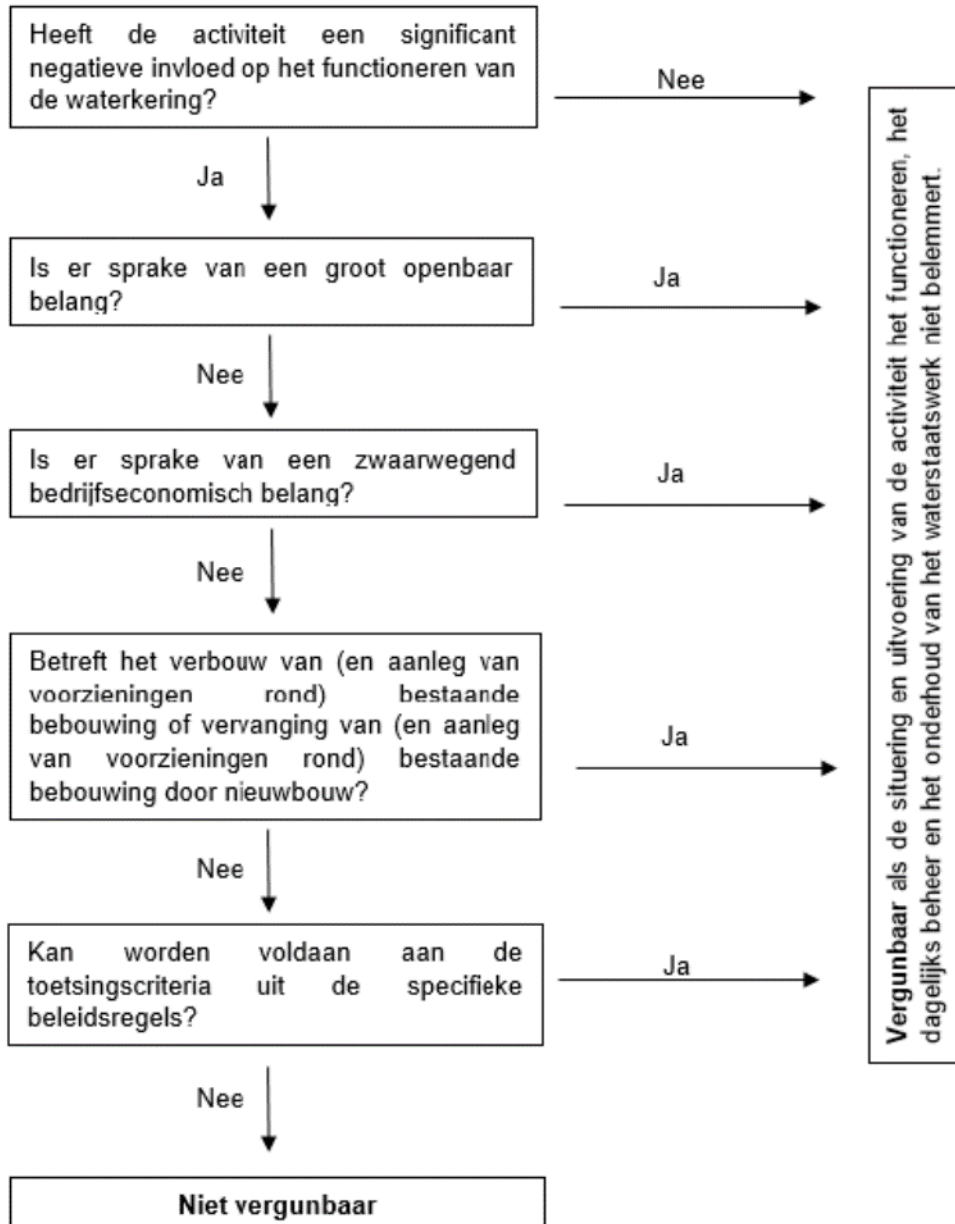 Heeft de activiteit een significant
negatieve invloed op het functioneren van
de waterkering?
Nee
Ja
Is er sprake van een groot openbaar
belang?
Ja
Nee
Is er sprake van een zwaarwegend
bedrijfseconomisch belang?
Ja
Nee
Betreft het verbouw van (en aanleg van
voorzieningen rond) bestaande
bebouwing of vervanging van (en aanleg
van voorzieningen rond) bestaande
bebouwing door nieuwbouw?
Ja
Nee
Kan worden voldaan aan de
toetsingscriteria uit de specifieke
beleidsregels?
Ja
Nee
Niet vergunbaar
Vergunbaar als de situering en uitvoering van de activiteit het functioneren, het
dagelijks beheer en het onderhoud van het waterstaatswerk niet belemmert.